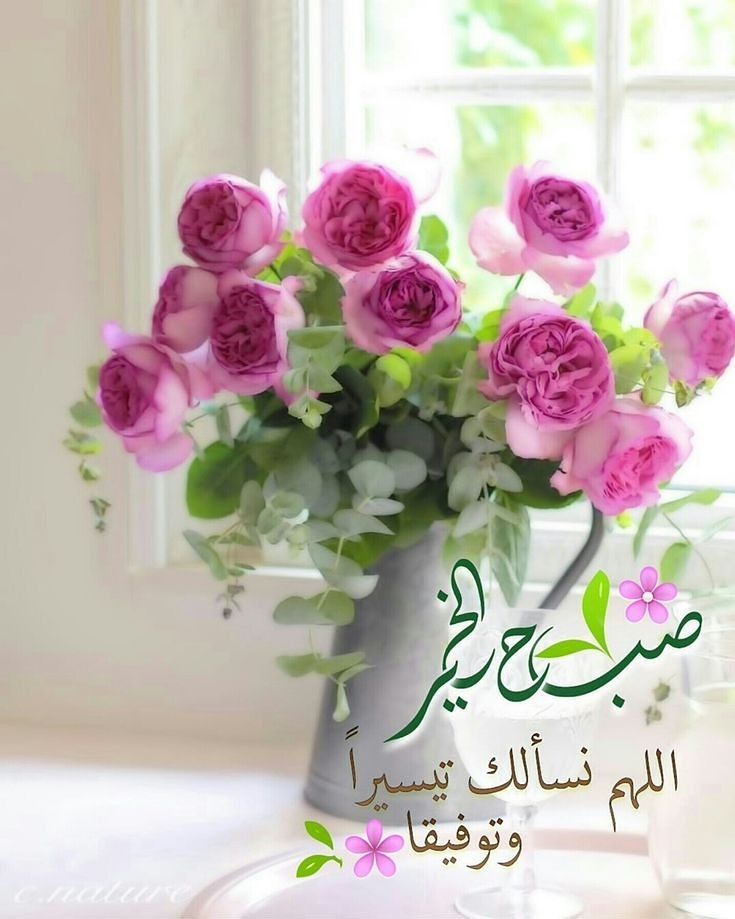 صباح الخير
اللهم نسألك تيسيراً
وتوفيقا
c.nature